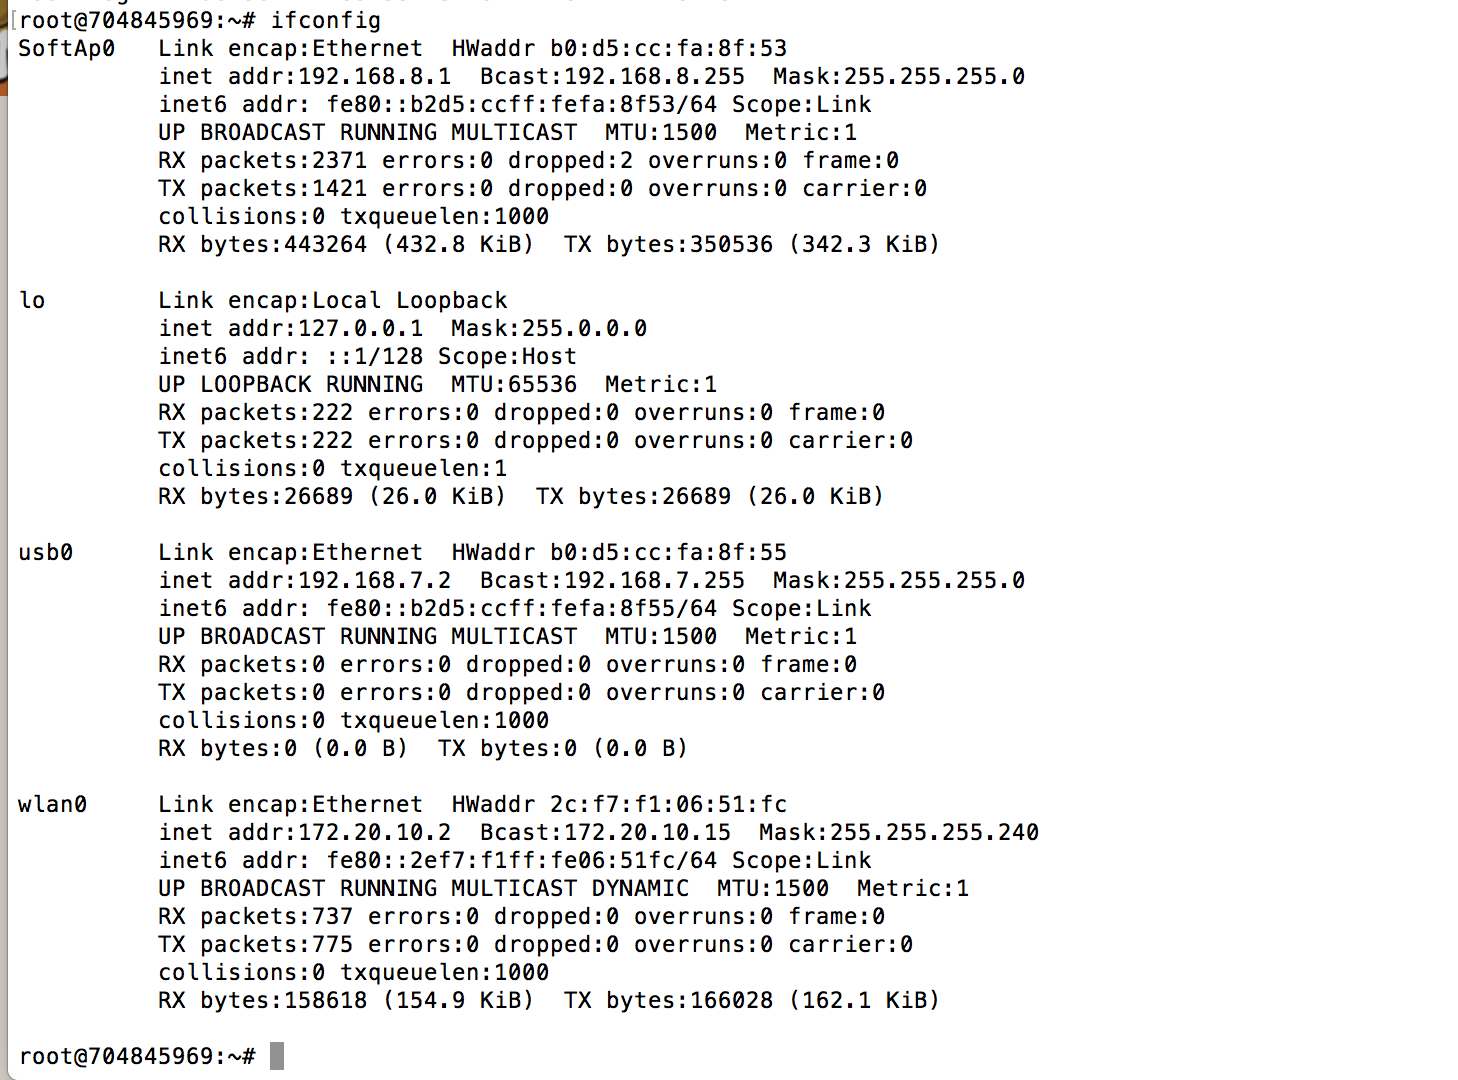 [root@704845969:~# ifconfig
SoftAp0   Link encap:Ethernet  HWaddr b0:d5:cc:fa:8f:53
          inet addr:192.168.8.1  Bcast:192.168.8.255  Mask:255.255.255.0
          inet6 addr: fe80::b2d5:ccff:fefa:8f53/64 Scope:Link
          UP BROADCAST RUNNING MULTICAST  MTU:1500  Metric:1
          RX packets:2371 errors:0 dropped:2 overruns:0 frame:0
          TX packets:1421 errors:0 dropped:0 overruns:0 carrier:0
          collisions:0 txqueuelen:1000
          RX bytes:443264 (432.8 KiB)  TX bytes:350536 (342.3 KiB)

lo        Link encap:Local Loopback
          inet addr:127.0.0.1  Mask:255.0.0.0
          inet6 addr: ::1/128 Scope:Host
          UP LOOPBACK RUNNING  MTU:65536  Metric:1
          RX packets:222 errors:0 dropped:0 overruns:0 frame:0
          TX packets:222 errors:0 dropped:0 overruns:0 carrier:0
          collisions:0 txqueuelen:1
          RX bytes:26689 (26.0 KiB)  TX bytes:26689 (26.0 KiB)

usb0      Link encap:Ethernet  HWaddr b0:d5:cc:fa:8f:55
          inet addr:192.168.7.2  Bcast:192.168.7.255  Mask:255.255.255.0
          inet6 addr: fe80::b2d5:ccff:fefa:8f55/64 Scope:Link
          UP BROADCAST RUNNING MULTICAST  MTU:1500  Metric:1
          RX packets:0 errors:0 dropped:0 overruns:0 frame:0
          TX packets:0 errors:0 dropped:0 overruns:0 carrier:0
          collisions:0 txqueuelen:1000
          RX bytes:0 (0.0 B)  TX bytes:0 (0.0 B)

wlan0     Link encap:Ethernet  HWaddr 2c:f7:f1:06:51:fc
          inet addr:172.20.10.2  Bcast:172.20.10.15  Mask:255.255.255.240
          inet6 addr: fe80::2ef7:f1ff:fe06:51fc/64 Scope:Link
          UP BROADCAST RUNNING MULTICAST DYNAMIC  MTU:1500  Metric:1
          RX packets:737 errors:0 dropped:0 overruns:0 frame:0
          TX packets:775 errors:0 dropped:0 overruns:0 carrier:0
          collisions:0 txqueuelen:1000
          RX bytes:158618 (154.9 KiB)  TX bytes:166028 (162.1 KiB)

root@704845969:~#